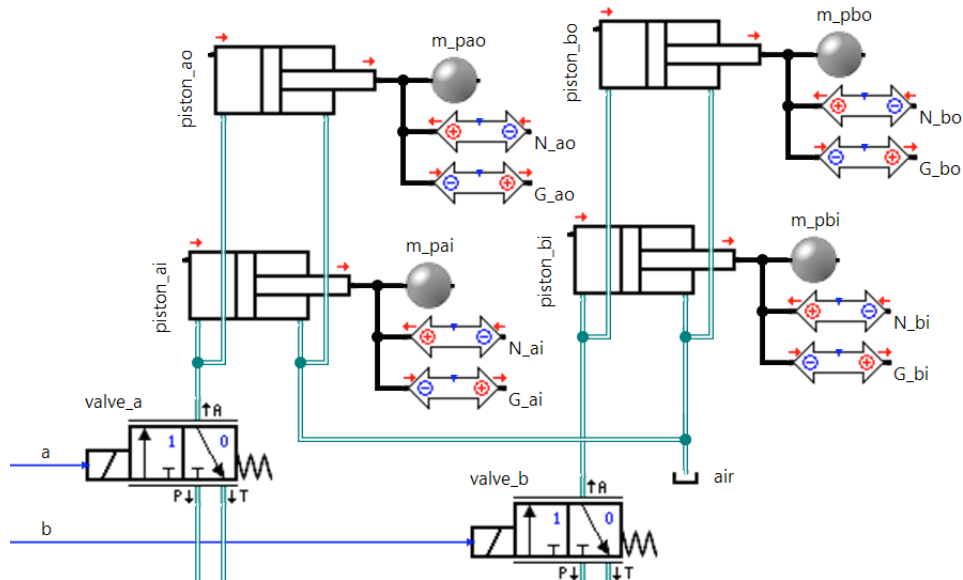 m_pao
piston_ao
N_ao
G_ao
m_pbo
piston_bo
N_bo
G_bo
m_pai
piston_ai
N_ai
G_ai
m_pbi
piston_bi
N_bi
G_bi
valve_a
A
1
0
a
P
T
air
valve_b
A
1
0
b
P
T